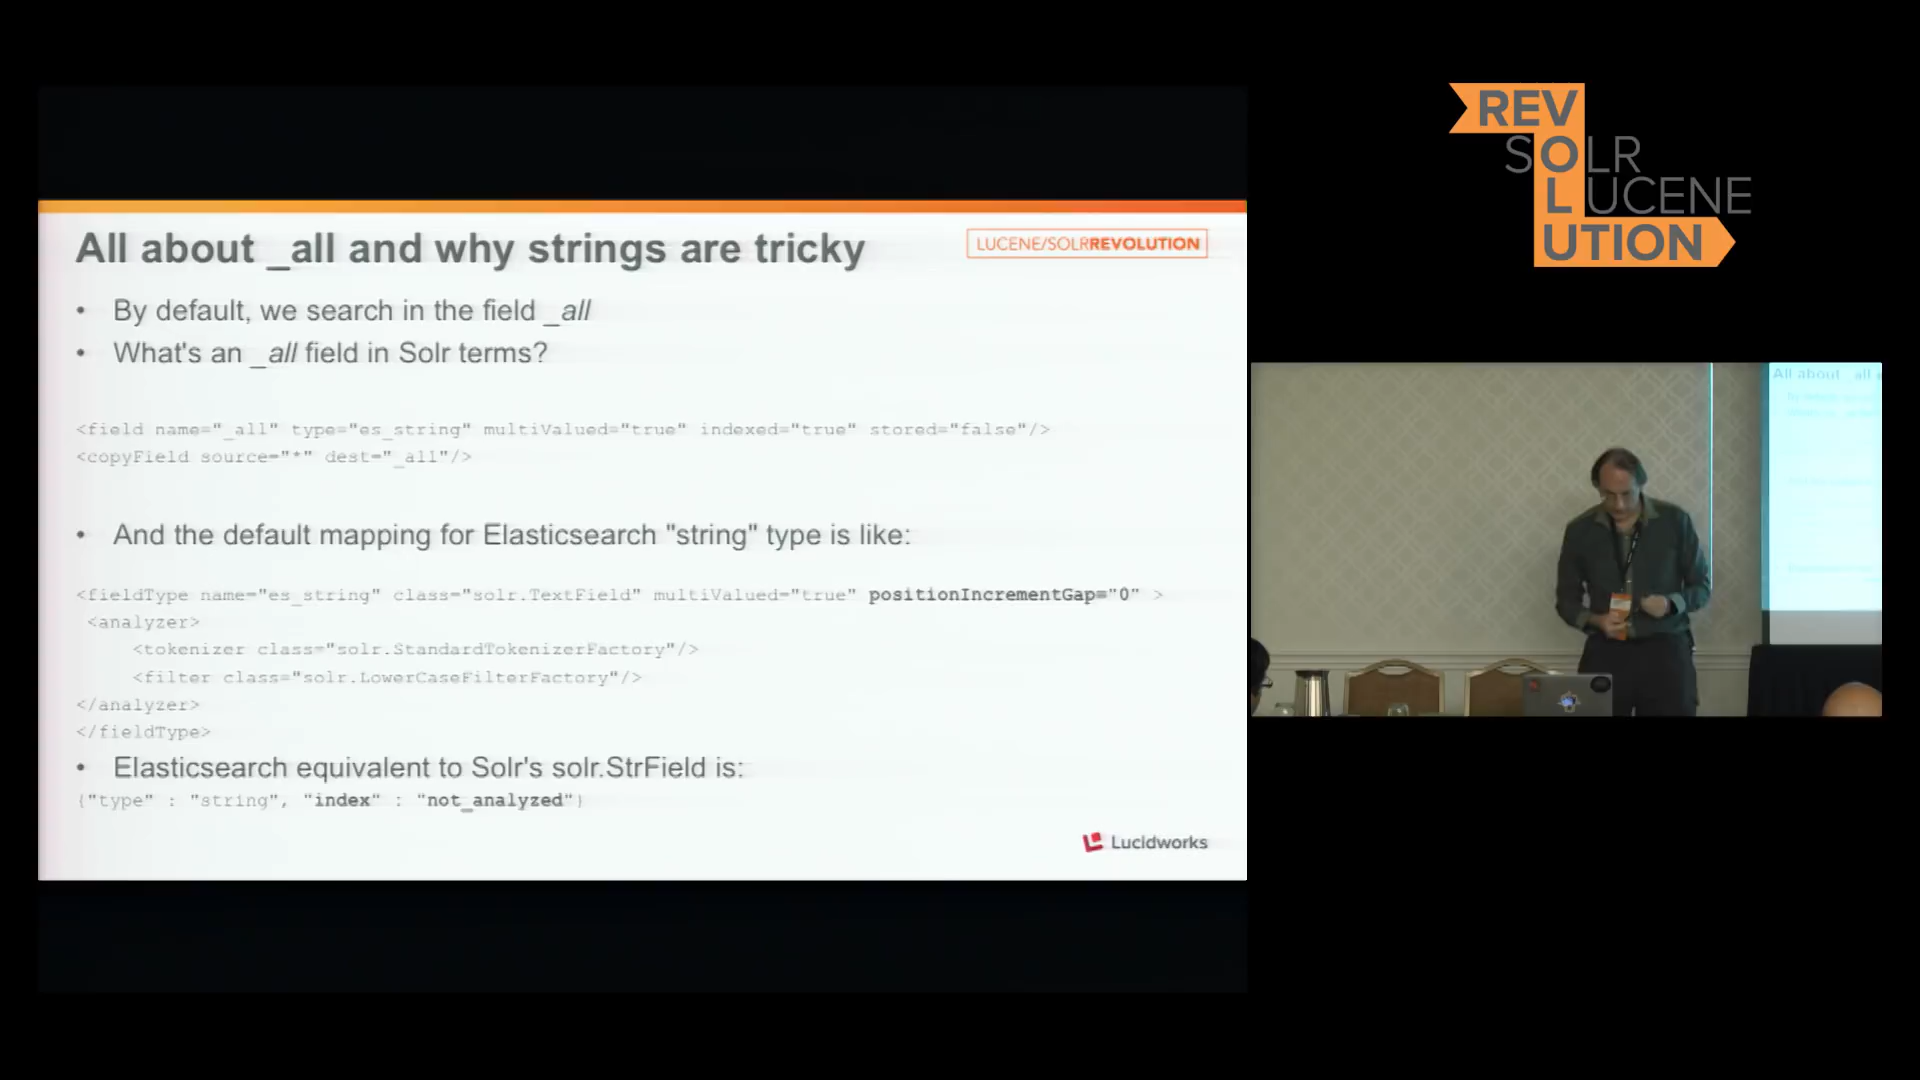 All about _all and why strings are tricky
LUCENE/SOLRREVOLUTION
• By default, we search in the field _all
• What's an _all field in Solr terms?
<field name="_all" type="es_string" multiValued="true" indexed="true" stored="false"/>
<copyField source="*" dest="_all"/>
• And the default mapping for Elasticsearch "string" type is like:
<fieldType name="es_string" class="solr.TextField" multiValued="true" positionIncrementGap="0" >
<analyzer>
<tokenizer class="solr.StandardTokenizerFactory"/>
<filter class="solr.LowerCaseFilterFactory"/>
</analyzer>
</fieldType>
• Elasticsearch equivalent to Solr's solr.StrField is:
{"type" : "string", "index" : "not_analyzed"}
Lucidworks
REV
SOLR
LUCENE
UTION
All about _all